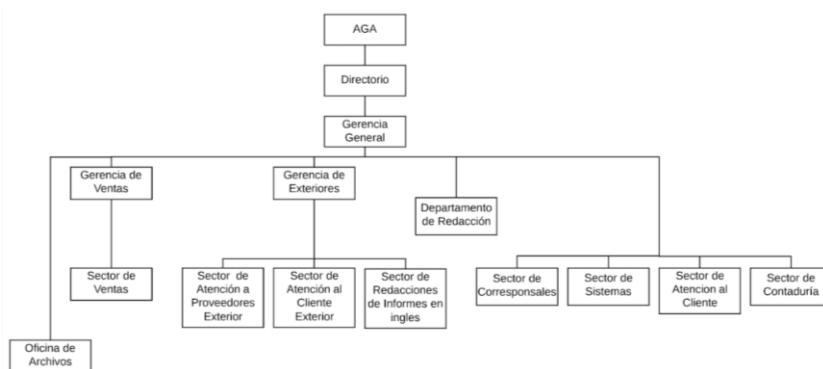 AGA
Directorio
Gerencia
General
Gerencia de
Ventas
Gerencia de
Exteriores
Departamento
de Redacción
Sector de
Ventas
Sector de
Atención a
Proveedores
Exterior
Sector de
Atención al
Cliente
Exterior
Sector de
Redacciones
de Informes en
ingles
Sector de
Corresponsales
Sector de
Sistemas
Sector de
Atencion al
Cliente
Sector de
Contaduría
Oficina de
Archivos